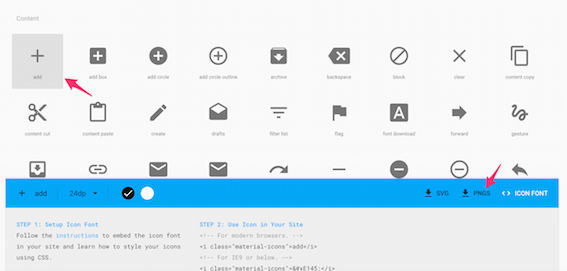 Content
add
add box
add circle
add circle outline
archive
backspace
block
clear
content copy
content cut
content paste
create
drafts
filter list
flag
font download
forward
gesture
add
24dp
SVG
PNGS
ICON FONT
STEP 1: Setup Icon Font
Follow the instructions to embed the icon font
in your site and learn how to style your icons
using CSS.
STEP 2: Use Icon in Your Site
<!-- For modern browsers. -->
<i class="material-icons">add</i>
<!-- For IE9 or below. -->
<i class="material-icons">&#xE145;</i>